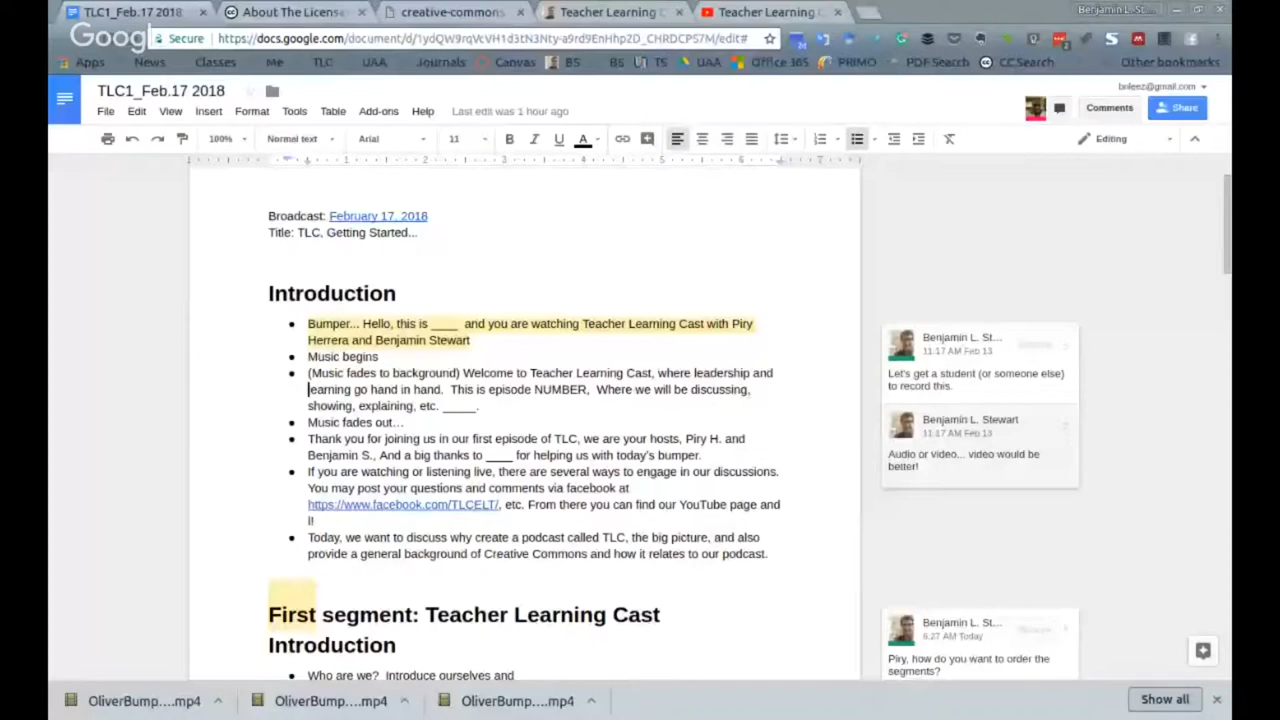 TLC1_Feb.17 2018 × About The License × creative-commons × Teacher Learning C × Teacher Learning C × Benjamin L. St...
Secure https://docs.google.com/document/d/1ydQW9rqVcVH1d3tN3Nty-a9rd9EnHhp2D_CHRDCPS7M/edit#
Apps News Classes Me TLC UAA Journals Canvas BS BS TS UAA Office 365 PRIMO PDF Search CC Search Other bookmarks
TLC1_Feb.17 2018
bnleez@gmail.com
File Edit View Insert Format Tools Table Add-ons Help Last edit was 1 hour ago
Comments Share
100% Normal text Arial 11 B I U A Editing
1 2 3 4 5 6 7
Broadcast: February 17, 2018
Title: TLC, Getting Started...
Introduction
● Bumper... Hello, this is ____ and you are watching Teacher Learning Cast with Piry
Herrera and Benjamin Stewart
● Music begins
● (Music fades to background) Welcome to Teacher Learning Cast, where leadership and
learning go hand in hand. This is episode NUMBER, Where we will be discussing,
showing, explaining, etc. _____.
● Music fades out…
● Thank you for joining us in our first episode of TLC, we are your hosts, Piry H. and
Benjamin S., And a big thanks to ____ for helping us with today's bumper.
● If you are watching or listening live, there are several ways to engage in our discussions.
You may post your questions and comments via facebook at
https://www.facebook.com/TLCELT/, etc. From there you can find our YouTube page and
l!
● Today, we want to discuss why create a podcast called TLC, the big picture, and also
provide a general background of Creative Commons and how it relates to our podcast.
First segment: Teacher Learning Cast
Introduction
● Who are we? Introduce ourselves and
Benjamin L. St...
11:17 AM Feb 13
Let's get a student (or someone else)
to record this.
Benjamin L. Stewart
11:17 AM Feb 13
Audio or video... video would be
better!
Benjamin L. St...
6:27 AM Today
Piry, how do you want to order the
segments?
OliverBump....mp4 OliverBump....mp4 OliverBump....mp4 Show all ×